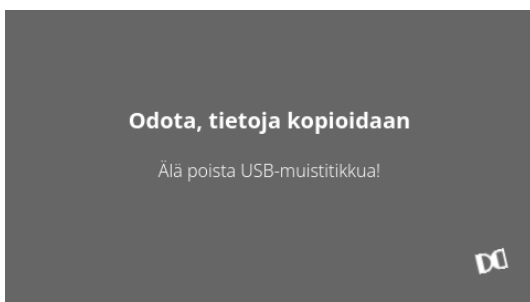 Odota, tietoja kopioidaan
Älä poista USB-muistitikkua!